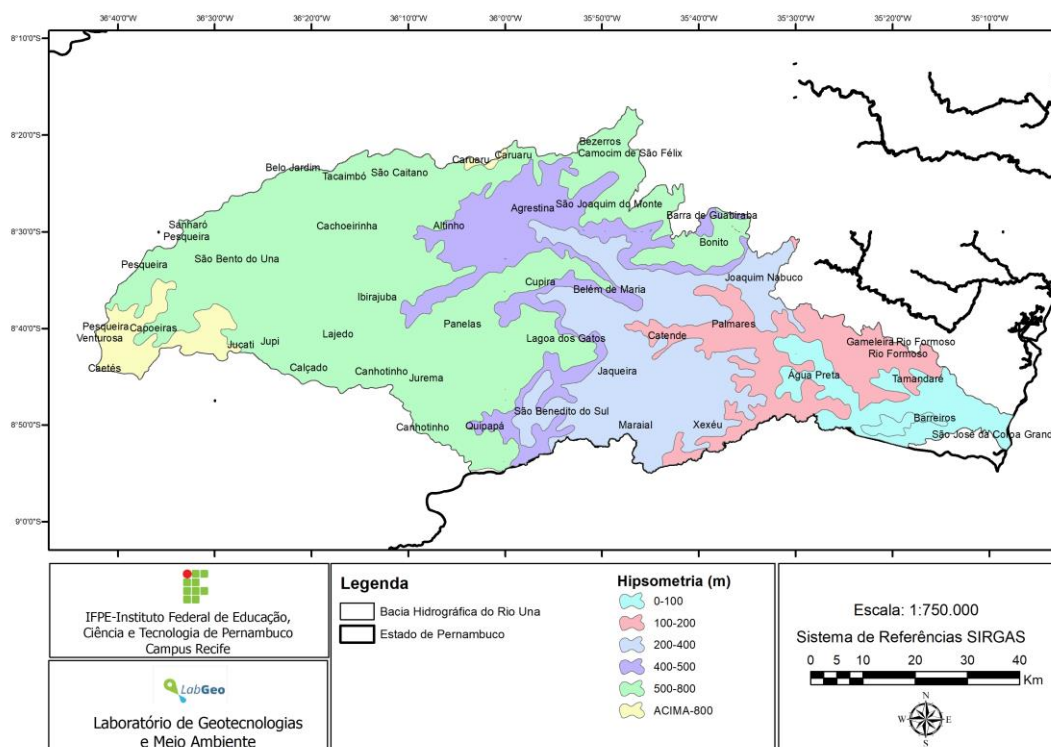 36°40'0"W 36°30'0"W 36°20'0"W 36°10'0"W 36°0'0"W 35°50'0"W 35°40'0"W 35°30'0"W 35°20'0"W 35°10'0"W
8°10'0"S
8°20'0"S
8°30'0"S
8°40'0"S
8°50'0"S
9°0'0"S
Bezerros
Caruaru Caruaru Camocim de São Félix
Belo Jardim São Caitano
Tacaimbó
Agrestina São Joaquim do Monte
Sanharó Cachoeirinha Altinho Barra de Guabiraba
Pesqueira Bonito
Pesqueira São Bento do Una
Joaquim Nabuco
Cupira Belém de Maria
Ibirajuba
Pesqueira Capoeiras Panelas Palmares
Venturosa Lajedo Lagoa dos Gatos Catende Gameleira Rio Formoso
Jucati Jupi Rio Formoso
Caetés Calçado Canhotinho Jurema Jaqueira Água Preta Tamandaré
São Benedito do Sul Barreiros
Canhotinho Quipapá Maraial Xexéu São José da Coroa Grand
IFPE-Instituto Federal de Educação,
Ciência e Tecnologia de Pernambuco
Campus Recife
LabGeo
Laboratório de Geotecnologias
e Meio Ambiente
Legenda
Bacia Hidrográfica do Rio Una
Estado de Pernambuco
Hipsometria (m)
0-100
100-200
200-400
400-500
500-800
ACIMA-800
Escala: 1:750.000
Sistema de Referências SIRGAS
0 5 10 20 30 40
Km
N
W E
S